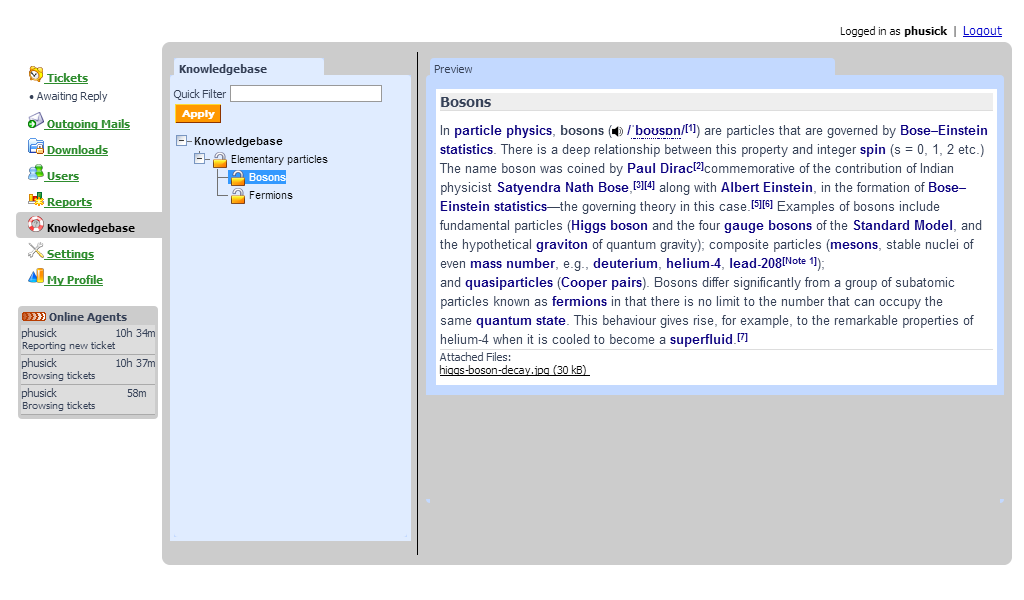 Logged in as phusick | Logout
Tickets
• Awaiting Reply
Outgoing Mails
Downloads
Users
Reports
Knowledgebase
Settings
My Profile
Online Agents
phusick 10h 34m
Reporting new ticket
phusick 10h 37m
Browsing tickets
phusick 58m
Browsing tickets
Knowledgebase
Quick Filter
Apply
Knowledgebase
Elementary particles
Bosons
Fermions
Preview
Bosons
In particle physics, bosons (/ˈboʊsɒn/[1]) are particles that are governed by Bose–Einstein
statistics. There is a deep relationship between this property and integer spin (s = 0, 1, 2 etc.)
The name boson was coined by Paul Dirac[2]commemorative of the contribution of Indian
physicist Satyendra Nath Bose,[3][4] along with Albert Einstein, in the formation of Bose–
Einstein statistics—the governing theory in this case.[5][6] Examples of bosons include
fundamental particles (Higgs boson and the four gauge bosons of the Standard Model, and
the hypothetical graviton of quantum gravity); composite particles (mesons, stable nuclei of
even mass number, e.g., deuterium, helium-4, lead-208[Note 1]);
and quasiparticles (Cooper pairs). Bosons differ significantly from a group of subatomic
particles known as fermions in that there is no limit to the number that can occupy the
same quantum state. This behaviour gives rise, for example, to the remarkable properties of
helium-4 when it is cooled to become a superfluid.[7]
Attached Files:
higgs-boson-decay.jpg (30 kB)